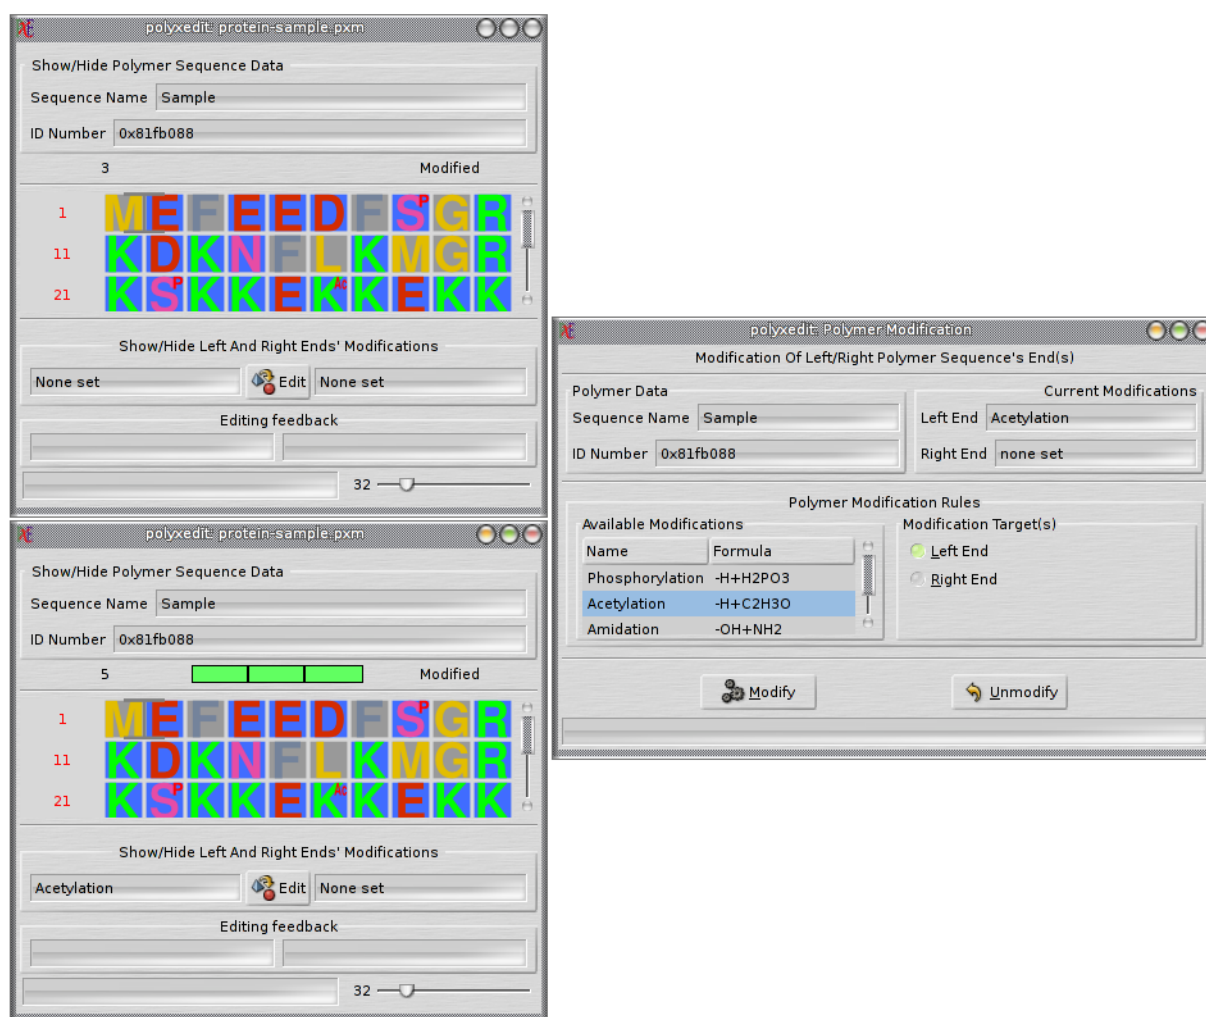 polyxedit: protein-sample.pxm
Show/Hide Polymer Sequence Data
Sequence Name Sample
ID Number 0x81fb088
3 Modified
1 M E F E E D F S P G R
11 K D K N F L K M G R
21 K S P K K E K Ac K E K K
Show/Hide Left And Right Ends' Modifications
None set Edit None set
Editing feedback
32
polyxedit: protein-sample.pxm
Show/Hide Polymer Sequence Data
Sequence Name Sample
ID Number 0x81fb088
5 Modified
1 M E F E E D F S P G R
11 K D K N F L K M G R
21 K S P K K E K Ac K E K K
Show/Hide Left And Right Ends' Modifications
Acetylation Edit None set
Editing feedback
32
polyxedit: Polymer Modification
Modification Of Left/Right Polymer Sequence's End(s)
Polymer Data
Sequence Name Sample
ID Number 0x81fb088
Current Modifications
Left End Acetylation
Right End none set
Polymer Modification Rules
Available Modifications
Name Formula
Phosphorylation -H+H2PO3
Acetylation -H+C2H3O
Amidation -OH+NH2
Modification Target(s)
Left End
Right End
Modify Unmodify